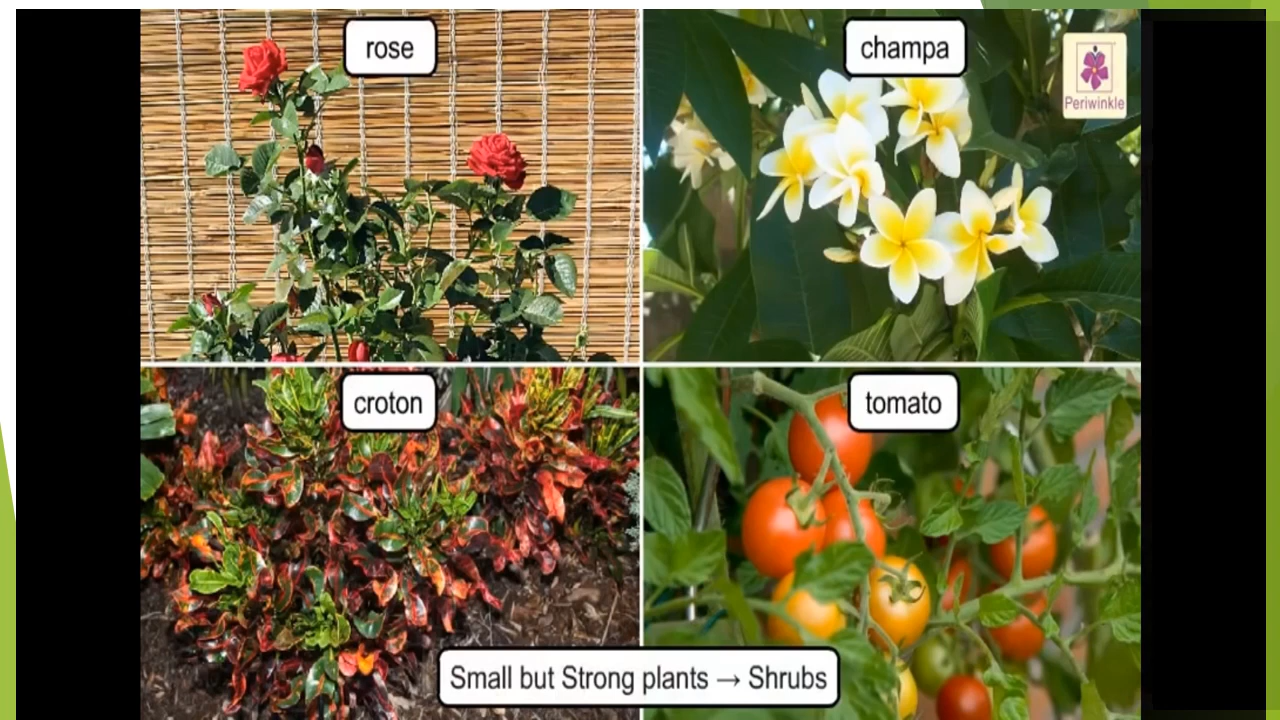 rose
champa
Periwinkle
croton
tomato
Small but Strong plants → Shrubs